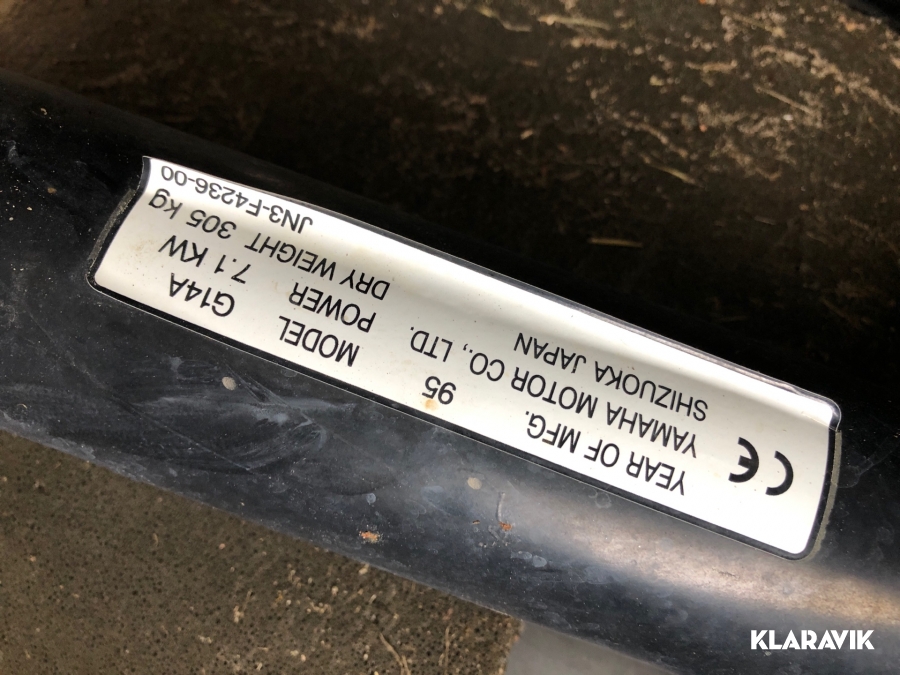 CE
YEAR OF MFG. 95 MODEL G14A
YAMAHA MOTOR CO., LTD. POWER 7.1 KW
SHIZUOKA JAPAN DRY WEIGHT 305 kg
JN3-F4236-00
KLARAVIK